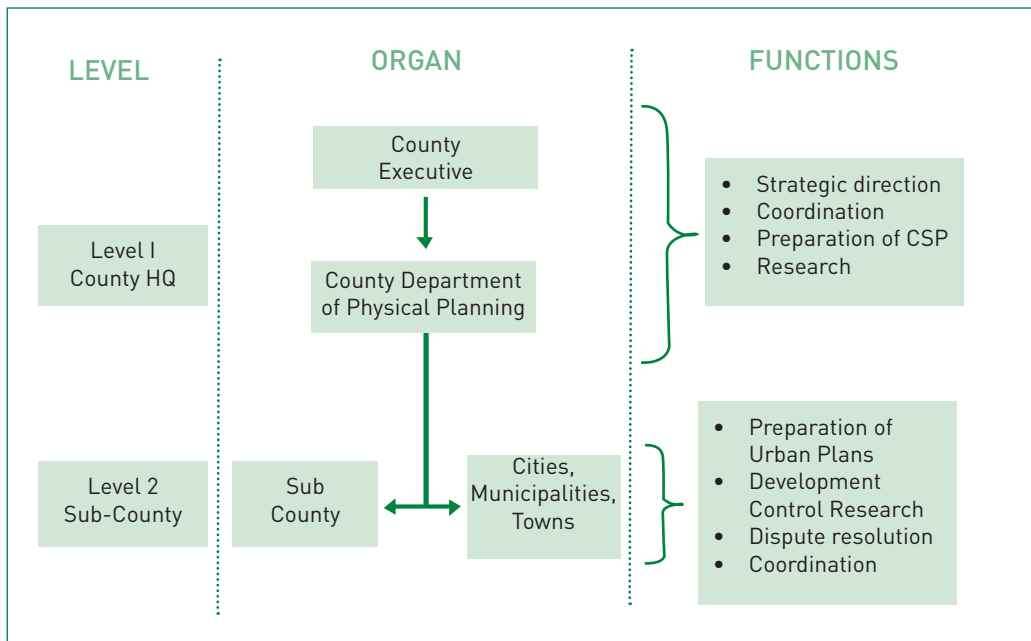 LEVEL
ORGAN
FUNCTIONS
County
Executive
• Strategic direction
• Coordination
• Preparation of CSP
• Research
Level I
County HQ
County Department
of Physical Planning
Level 2
Sub-County
Sub
County
Cities,
Municipalities,
Towns
• Preparation of
Urban Plans
• Development
Control Research
• Dispute resolution
• Coordination